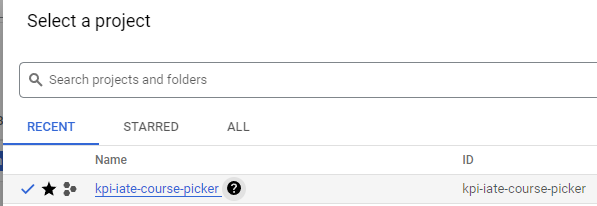 Select a project
Search projects and folders
RECENT STARRED ALL
Name ID
kpi-iate-course-picker ? kpi-iate-course-picker